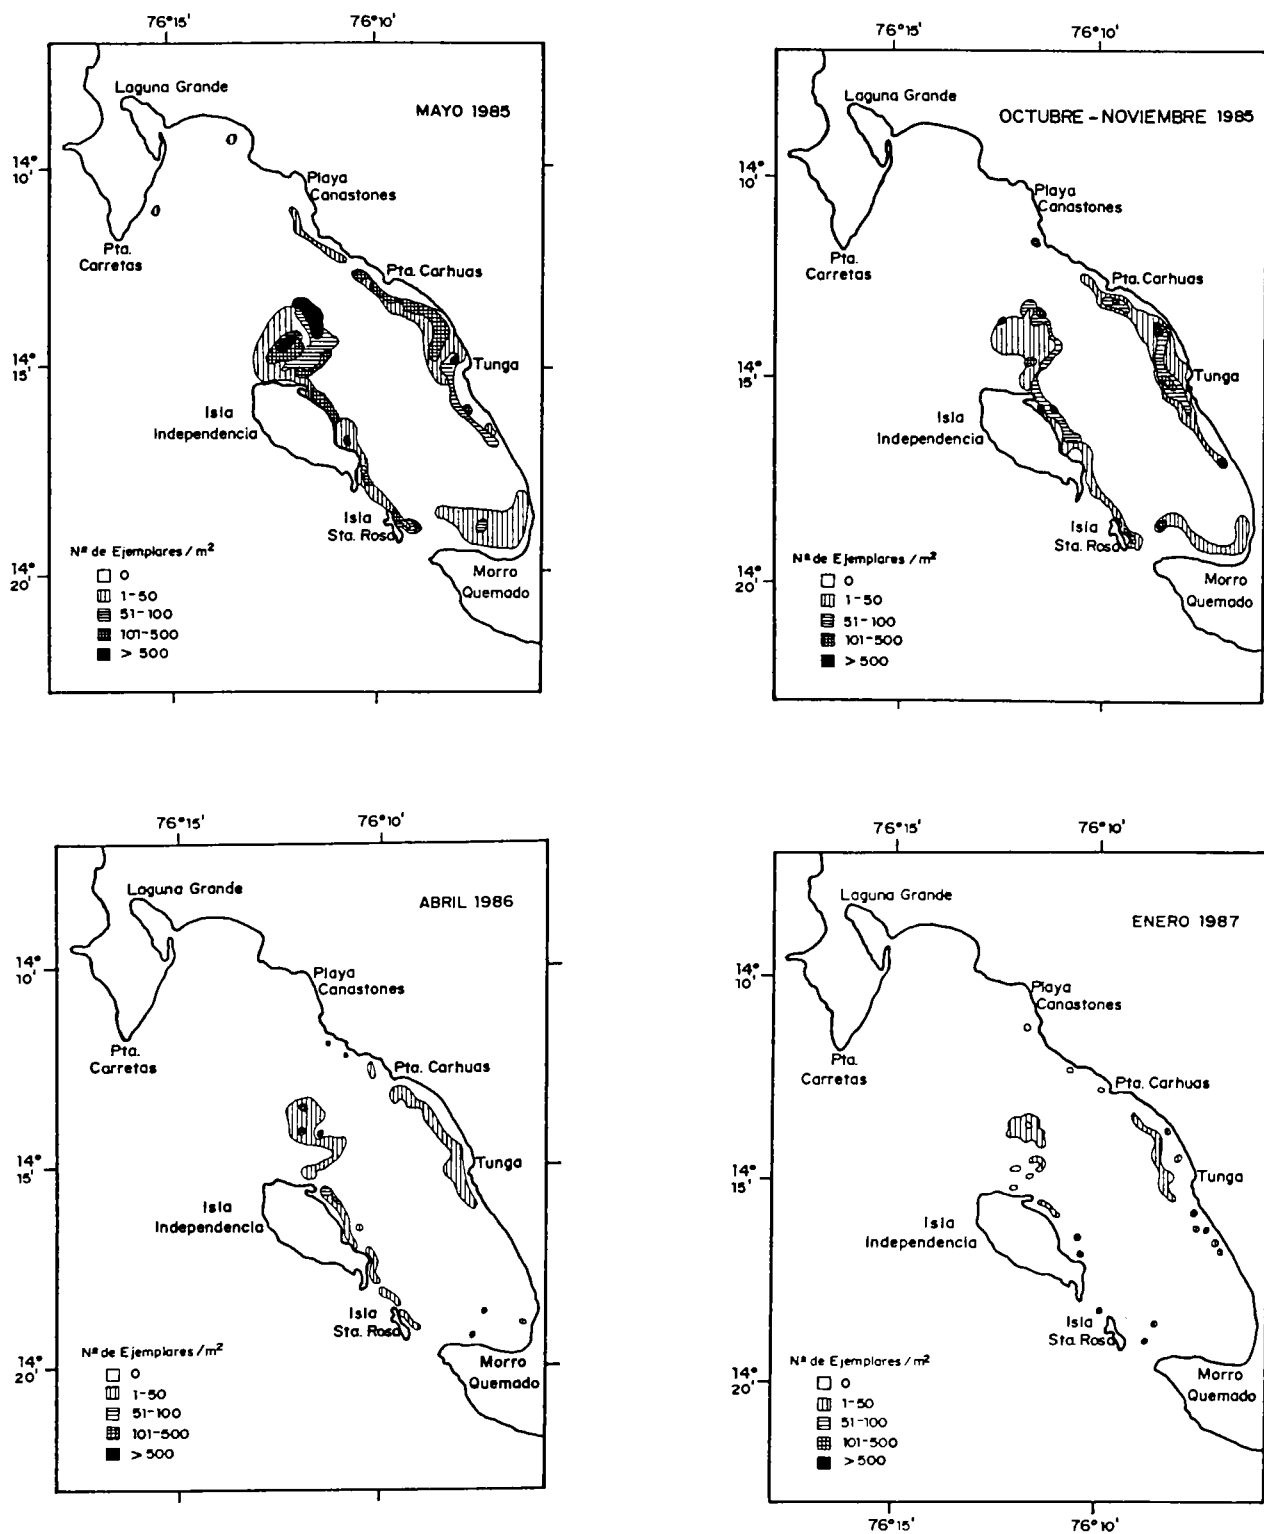 76°15' 76°10'
Laguna Grande
MAYO 1985
14°
10'
Playa
Canastones
Pta.
Carretas
Pta. Carhuas
14°
15'
Tunga
Isla
Independencia
Isla
Sta. Rosa
Nº de Ejemplares / m²
0
1-50
51-100
101-500
> 500
14°
20'
Morro
Quemado
76°15' 76°10'
Laguna Grande
OCTUBRE - NOVIEMBRE 1985
14°
10'
Playa
Canastones
Pta.
Carretas
Pta. Carhuas
14°
15'
Tunga
Isla
Independencia
Isla
Sta. Rosa
Nº de Ejemplares / m²
0
1-50
51-100
101-500
> 500
14°
20'
Morro
Quemado
76°15' 76°10'
Laguna Grande
ABRIL 1986
14°
10'
Playa
Canastones
Pta.
Carretas
Pta. Carhuas
14°
15'
Tunga
Isla
Independencia
Isla
Sta. Rosa
Nº de Ejemplares / m²
0
1-50
51-100
101-500
> 500
14°
20'
Morro
Quemado
76°15' 76°10'
Laguna Grande
ENERO 1987
14°
10'
Playa
Canastones
Pta.
Carretas
Pta. Carhuas
14°
15'
Tunga
Isla
Independencia
Isla
Sta. Rosa
Nº de Ejemplares / m²
0
1-50
51-100
101-500
> 500
14°
20'
Morro
Quemado
76°15' 76°10'